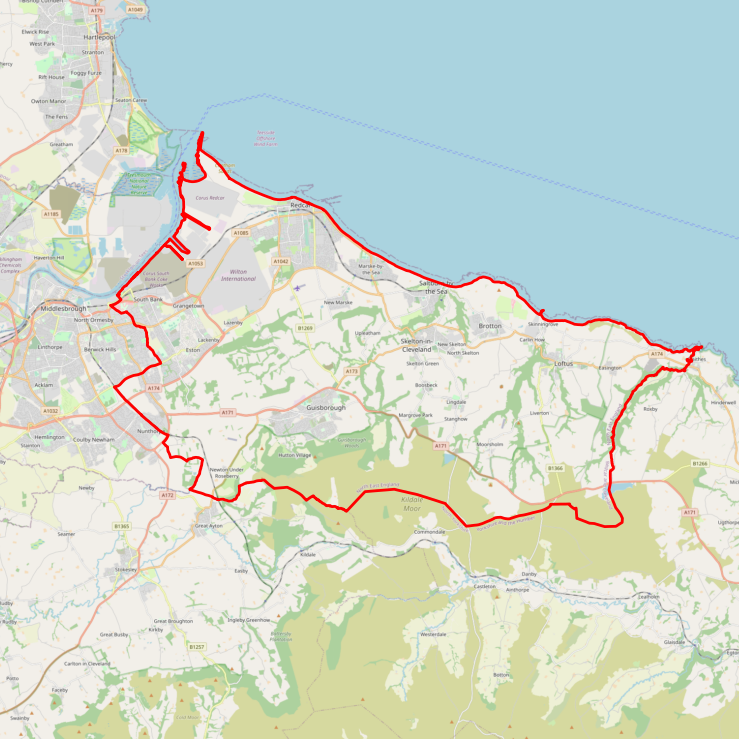 A179
A1049
Elwick Rise
Hartlepool
West Park
Stranton
Foggy Furze
Rift House
Owton Manor
Seaton Carew
The Fens
Greatham
A178
A1185
Corus Redcar
Redcar
A1085
A1053
A1042
Haverton Hill
Wilton
International
Marske-by
the Sea
Saltburn-by
the Sea
South Bank
Grangetown
Middlesbrough
North Ormesby
New Marske
Lazenby
Lackenby
Linthorpe
Berwick Hills
Eston
B1269
Upleatham
Skelton-in-
Cleveland
New Skelton
North Skelton
Skelton Green
Brotton
Skinningrove
Carlin How
Loftus
Easington
A174
Hinderwell
Roxby
Boosbeck
Acklam
A174
A1032
A173
Lingdale
Stanghow
Liverton
Hemlington
Coulby Newham
Stainton
A171
Guisborough
Margrove Park
Moorsholm
Hutton Village
A171
B1366
B1266
A171
Newton Under
Roseberry
A172
Newby
Kildale
Moor
Great Ayton
Seamer
B1365
Commondale
Kildale
Stokesley
Easby
Danby
Castleton
Ainthorpe
Lealholm
Great Broughton
Kirkby
Ingleby Greenhow
Great Busby
Westerdale
Glaisdale
B1257
Carlton in Cleveland
Botton
Potto
Faceby
Swainby